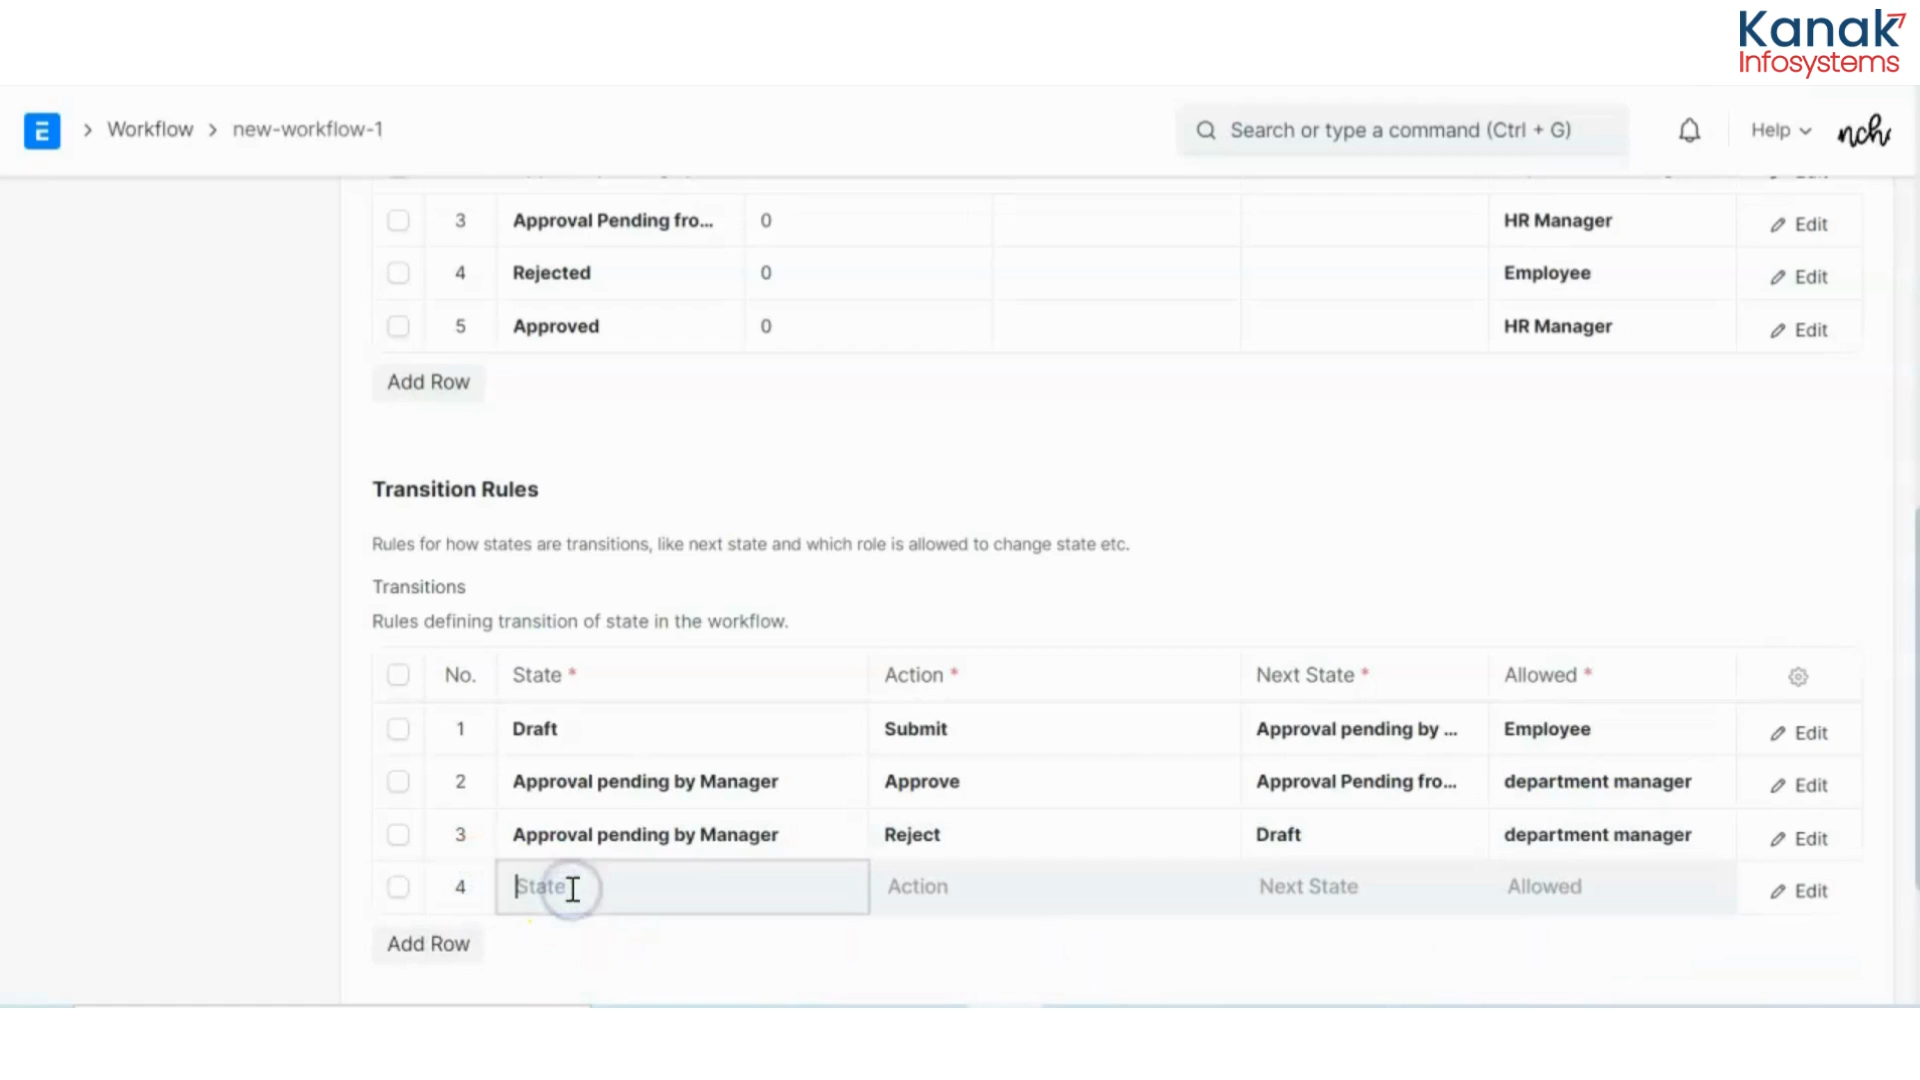 Kanak
Infosystems
E > Workflow > new-workflow-1 Search or type a command (Ctrl + G) Help nch
3 Approval Pending fro... 0 HR Manager Edit
4 Rejected 0 Employee Edit
5 Approved 0 HR Manager Edit
Add Row
Transition Rules
Rules for how states are transitions, like next state and which role is allowed to change state etc.
Transitions
Rules defining transition of state in the workflow.
No. State * Action * Next State * Allowed *
1 Draft Submit Approval pending by ... Employee Edit
2 Approval pending by Manager Approve Approval Pending fro... department manager Edit
3 Approval pending by Manager Reject Draft department manager Edit
4 State Action Next State Allowed Edit
Add Row